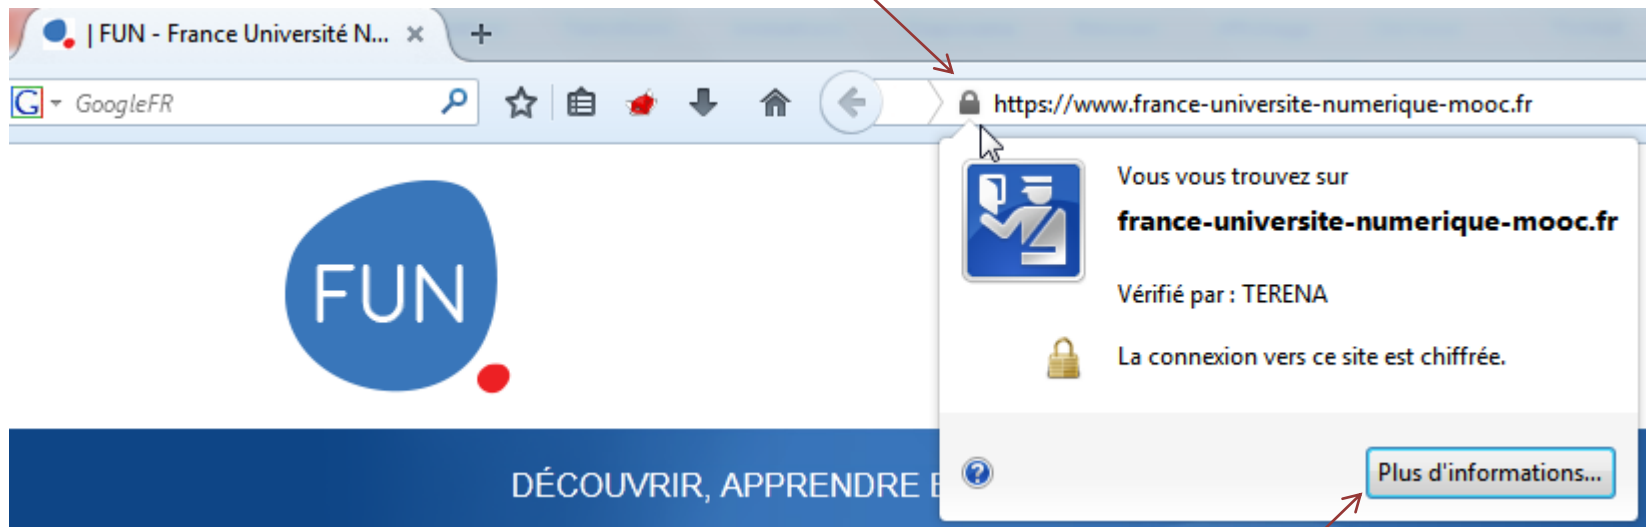 | FUN - France Université N...
G GoogleFR
https://www.france-universite-numerique-mooc.fr
Vous vous trouvez sur
france-universite-numerique-mooc.fr
Vérifié par : TERENA
La connexion vers ce site est chiffrée.
FUN
DÉCOUVRIR, APPRENDRE
Plus d'informations...